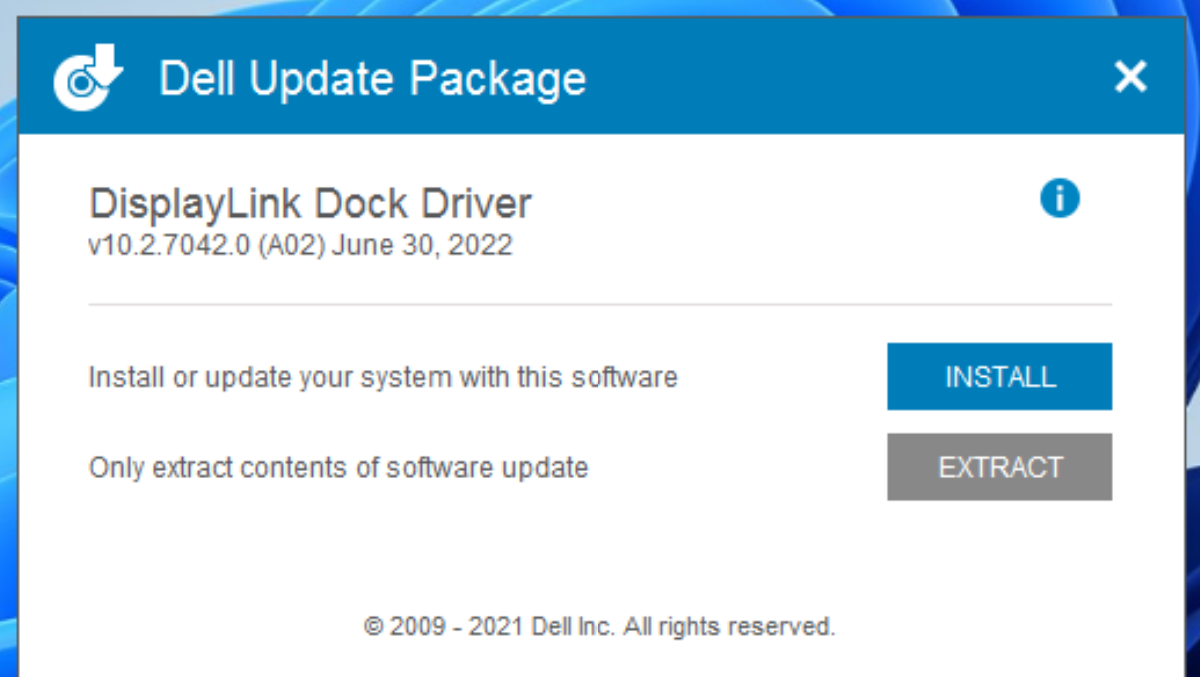 Dell Update Package
DisplayLink Dock Driver
v10.2.7042.0 (A02) June 30, 2022
Install or update your system with this software
INSTALL
Only extract contents of software update
EXTRACT
© 2009 - 2021 Dell Inc. All rights reserved.